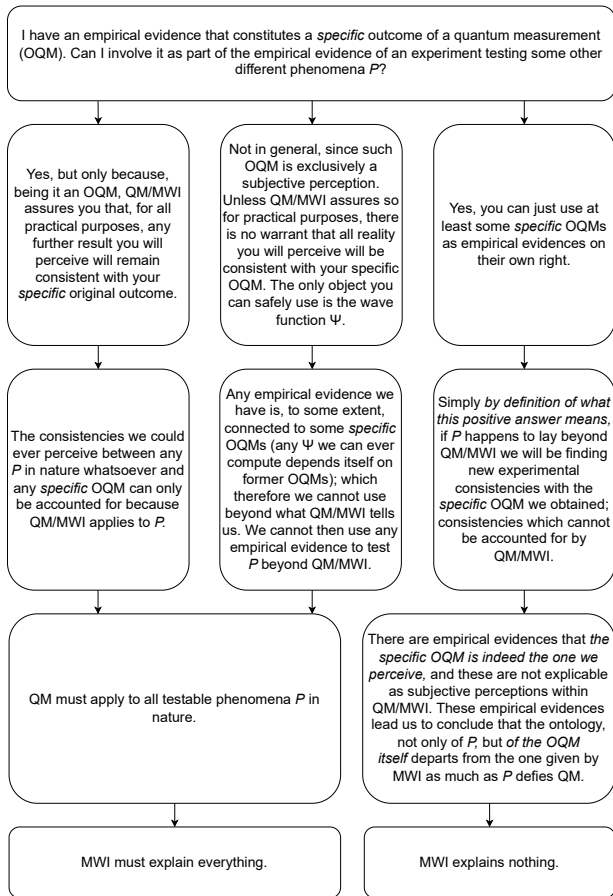 I have an empirical evidence that constitutes a specific outcome of a quantum measurement
(OQM). Can I involve it as part of the empirical evidence of an experiment testing some other
different phenomena P?
Yes, but only because,
being it an OQM, QM/MWI
assures you that, for all
practical purposes, any
further result you will
perceive will remain
consistent with your
specific original outcome.
Not in general, since such
OQM is exclusively a
subjective perception.
Unless QM/MWI assures so
for practical purposes, there
is no warrant that all reality
you will perceive will be
consistent with your specific
OQM. The only object you
can safely use is the wave
function Ψ.
Yes, you can just use at
least some specific OQMs
as empirical evidences on
their own right.
The consistencies we could
ever perceive between any
P in nature whatsoever and
any specific OQM can only
be accounted for because
QM/MWI applies to P.
Any empirical evidence we
have is, to some extent,
connected to some specific
OQMs (any Ψ we can ever
compute depends itself on
former OQMs); which
therefore we cannot use
beyond what QM/MWI tells
us. We cannot then use any
empirical evidence to test
P beyond QM/MWI.
Simply by definition of what
this positive answer means,
if P happens to lay beyond
QM/MWI we will be finding
new experimental
consistencies with the
specific OQM we obtained;
consistencies which cannot
be accounted for by
QM/MWI.
QM must apply to all testable phenomena P in
nature.
There are empirical evidences that the
specific OQM is indeed the one we
perceive, and these are not explicable
as subjective perceptions within
QM/MWI. These empirical evidences
lead us to conclude that the ontology,
not only of P, but of the OQM
itself departs from the one given by
MWI as much as P defies QM.
MWI must explain everything.
MWI explains nothing.